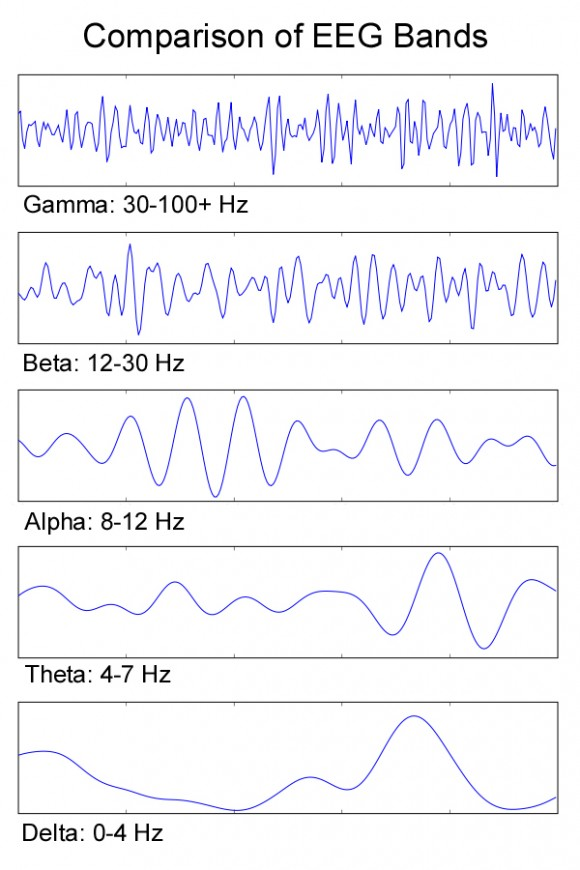 Comparison of EEG Bands
Gamma: 30-100+ Hz
Beta: 12-30 Hz
Alpha: 8-12 Hz
Theta: 4-7 Hz
Delta: 0-4 Hz